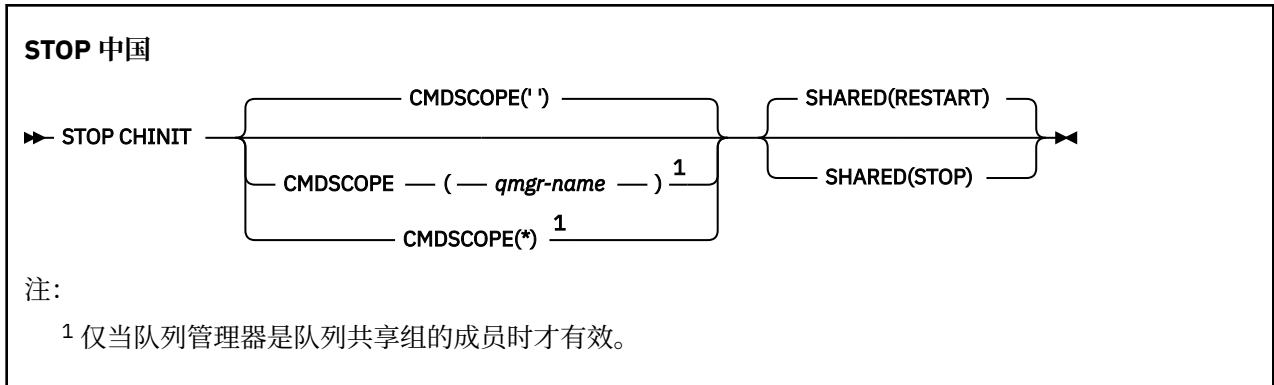 STOP 中国
CMDSCOPE(' ') SHARED(RESTART)
STOP CHINIT
CMDSCOPE ( qmgr-name ) 1 SHARED(STOP)
CMDSCOPE(*) 1
注:
1 仅当队列管理器是队列共享组的成员时才有效。